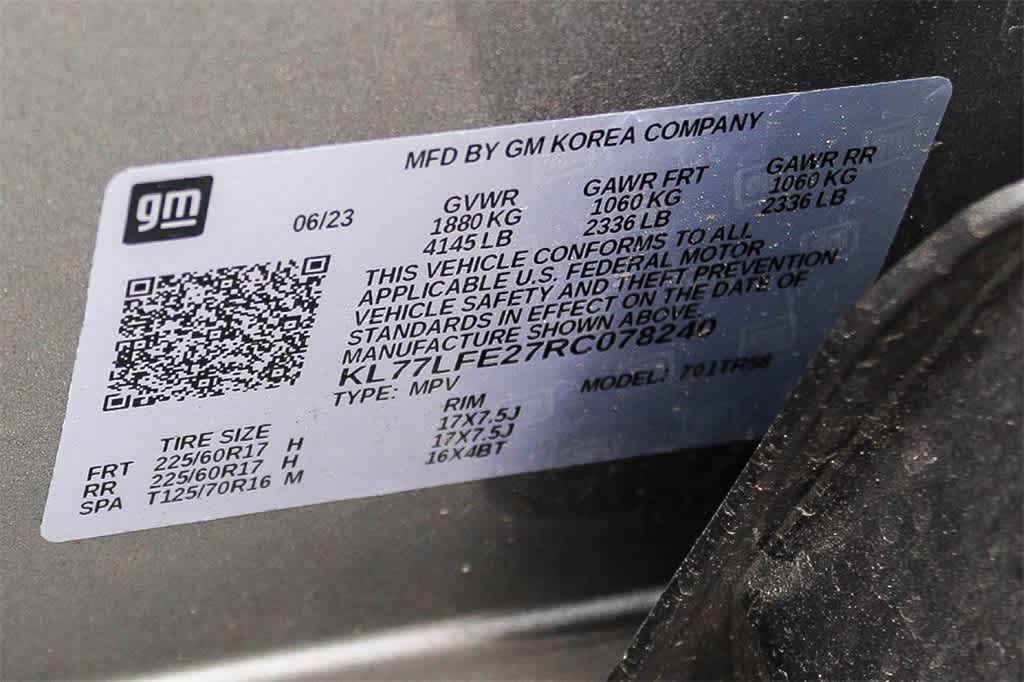 MFD BY GM KOREA COMPANY
gm
06/23
GVWR GAWR FRT GAWR RR
1880 KG 1060 KG 1060 KG
4145 LB 2336 LB 2336 LB
THIS VEHICLE CONFORMS TO ALL
APPLICABLE U.S. FEDERAL MOTOR
VEHICLE SAFETY AND THEFT PREVENTION
STANDARDS IN EFFECT ON THE DATE OF
MANUFACTURE SHOWN ABOVE.
KL77LFE27RC078240
TYPE: MPV MODEL: 701TR58
TIRE SIZE RIM
FRT 225/60R17 H 17X7.5J
RR 225/60R17 H 17X7.5J
SPA T125/70R16 M 16X4BT